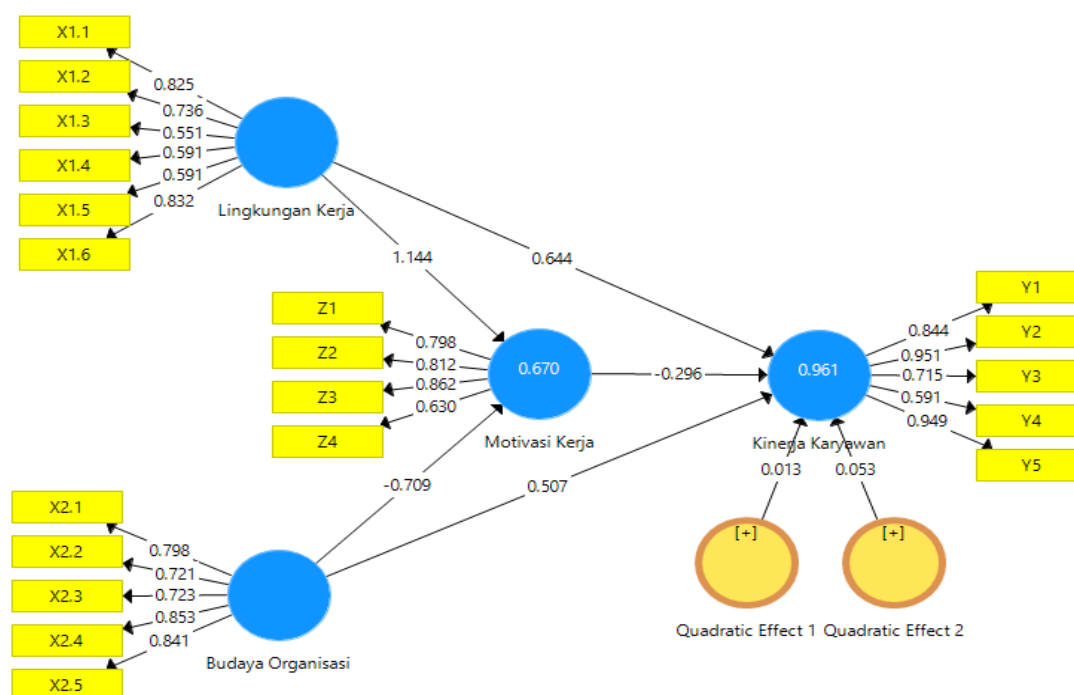 X1.1
X1.2
X1.3
X1.4
X1.5
X1.6
0.825
0.736
0.551
0.591
0.591
0.832
Lingkungan Kerja
1.144
0.644
Z1
Z2
Z3
Z4
0.798
0.812
0.862
0.630
0.670
Motivasi Kerja
-0.296
0.961
Kinerja Karyawan
0.844
0.951
0.715
0.591
0.949
Y1
Y2
Y3
Y4
Y5
-0.709
0.507
0.013
0.053
[+]
[+]
Quadratic Effect 1
Quadratic Effect 2
X2.1
X2.2
X2.3
X2.4
X2.5
0.798
0.721
0.723
0.853
0.841
Budaya Organisasi